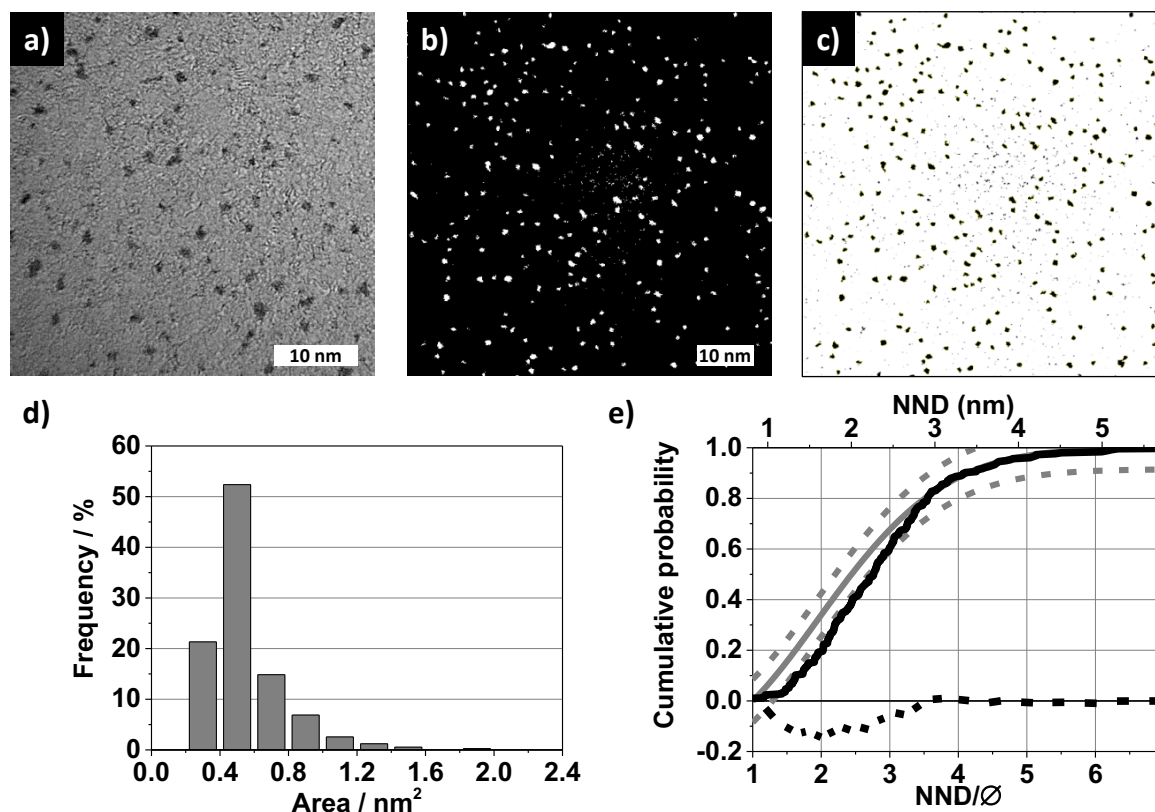 a)
b)
c)
10 nm
10 nm
d)
Frequency / %
60
50
40
30
20
10
0
0.0 0.4 0.8 1.2 1.6 2.0 2.4
Area / nm²
e)
NND (nm)
1 2 3 4 5
Cumulative probability
1.0
0.8
0.6
0.4
0.2
0.0
-0.2
1 2 3 4 5 6
NND/∅